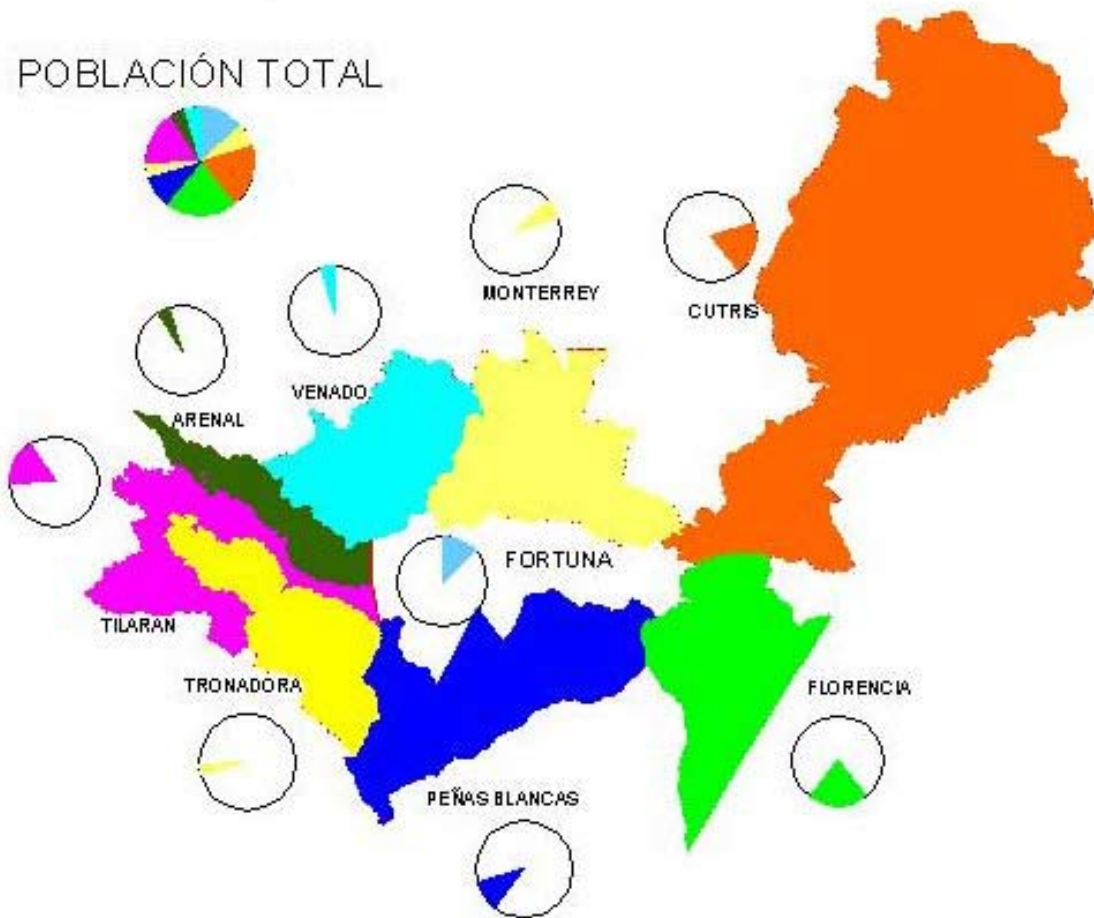 POBLACIÓN TOTAL
MONTERREY
CUTRIS
VENADO
ARENAL
FORTUNA
TILARAN
TRONADORA
FLORENCIA
PEÑAS BLANCAS